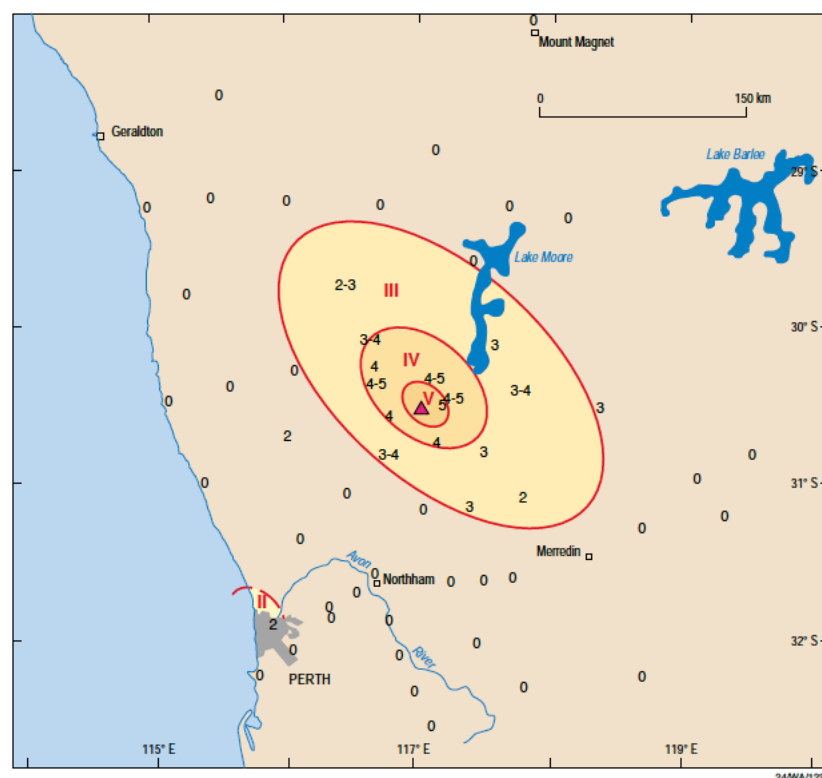 0
Mount Magnet
0
0 150 km
Geraldton
0
Lake Barlee
29° S
0
0
0
0
0
0
0
Lake Moore
2-3
III
0
30° S
3-4
3
IV
0
4
4-5
4-5
3-4
0
V
4-5
0
5
3
4
2
4
3
3-4
0
0
31° S
0
2
3
0
0
0
0
Merredin
Avon
0
Northham
0
0
0
0
II
0
0
0
2
0
32° S
0
0
River
0
PERTH
0
0
0
0
115° E
117° E
119° E